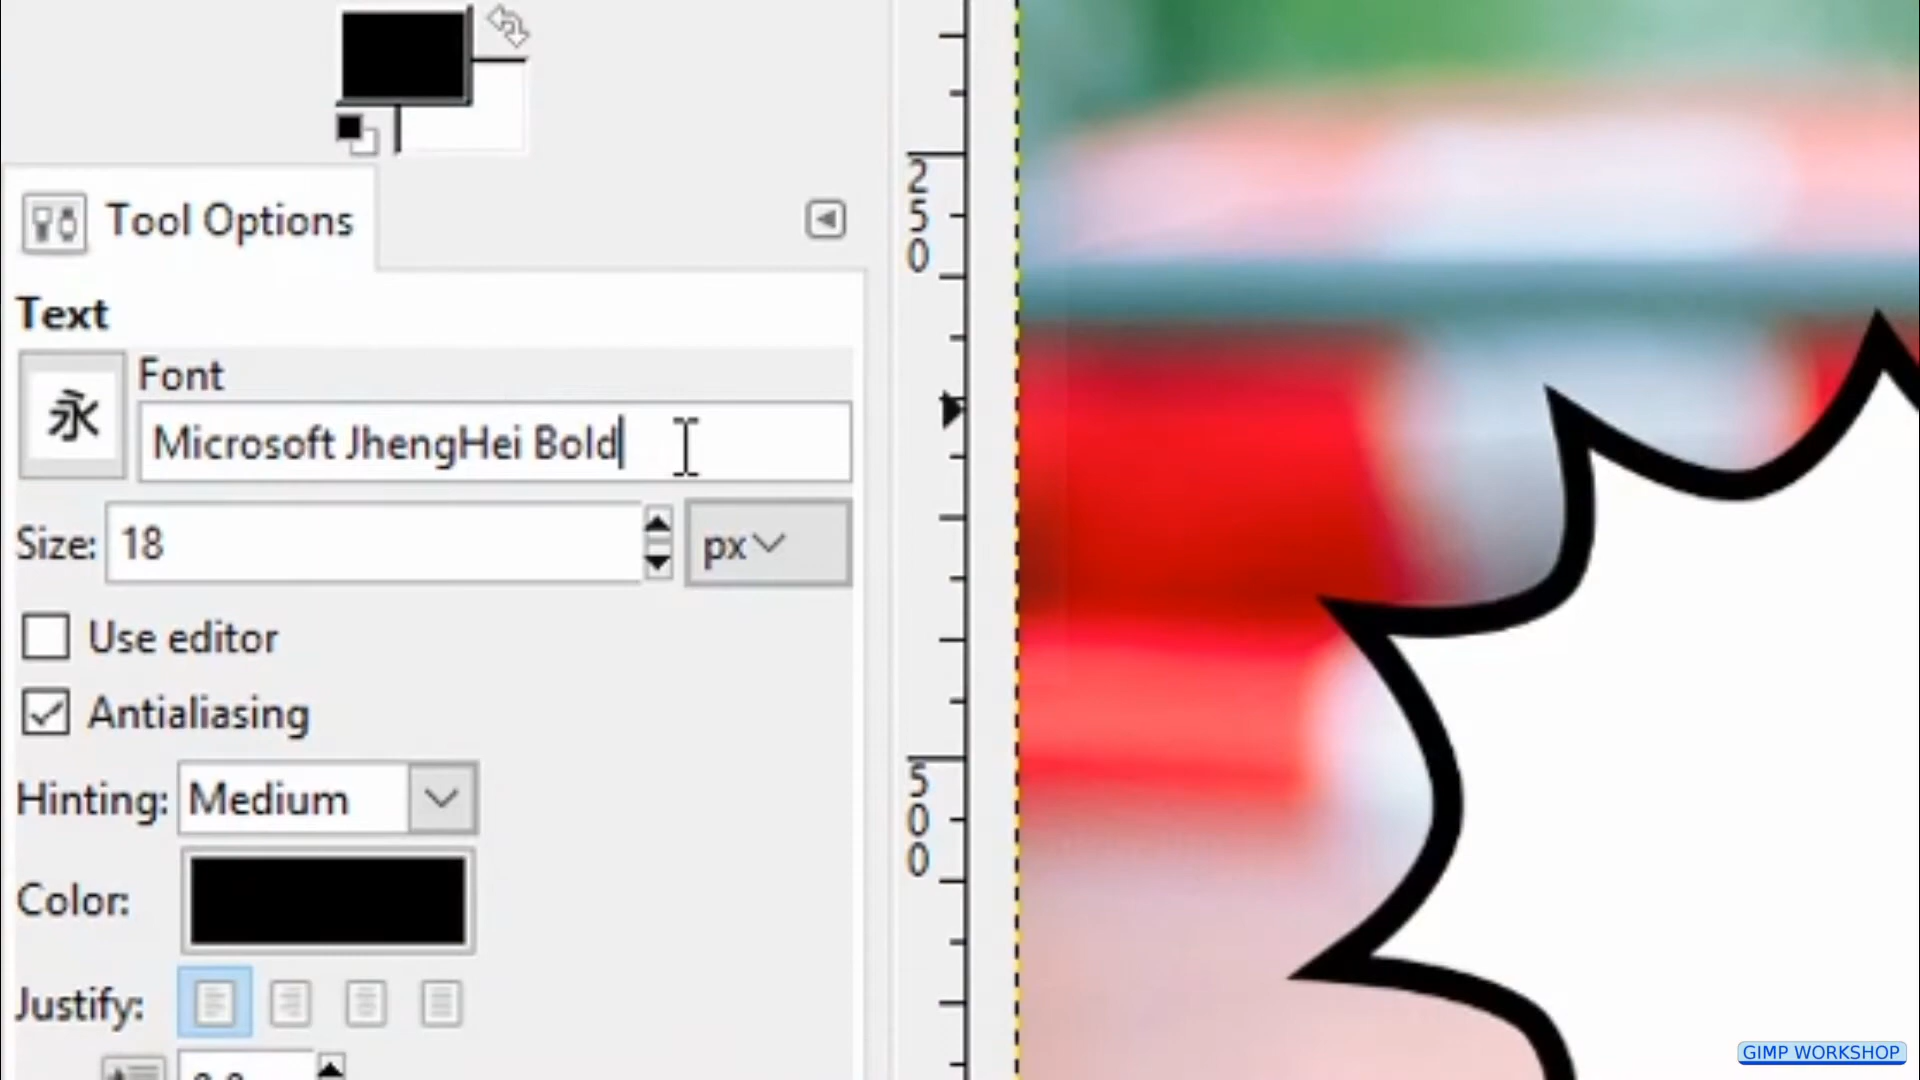 Tool Options
Text
Font
永
Microsoft JhengHei Bold
Size: 18 px
Use editor
Antialiasing
Hinting: Medium
Color:
Justify:
250
500
GIMP WORKSHOP